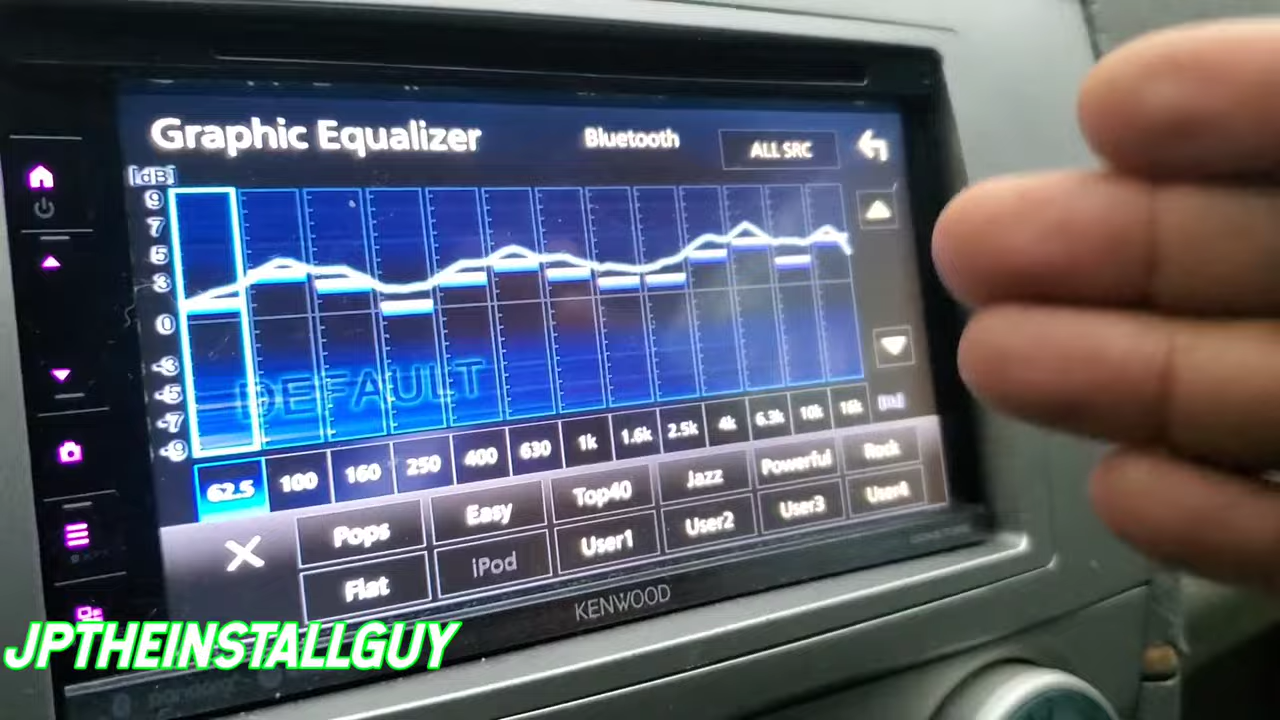 Graphic Equalizer Bluetooth ALL SRC
[dB]
9
7
5
3
0
-3
-5
-7
-9
DEFAULT
62.5 100 160 250 400 630 1k 1.6k 2.5k 4k 6.3k 10k 16k [Hz]
Pops Easy Top40 Jazz Powerful Rock
Flat iPod User1 User2 User3 User4
KENWOOD
JPTHEINSTALLGUY